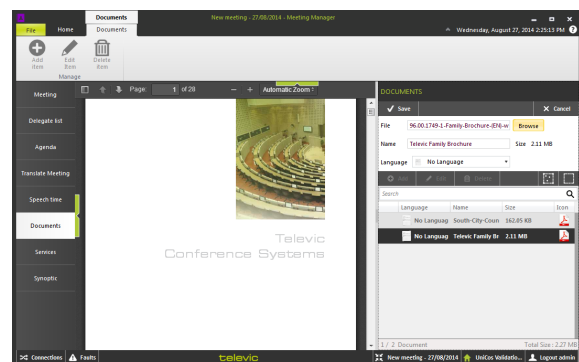 Documents
New meeting - 27/08/2014 - Meeting Manager
File
Home
Documents
Wednesday, August 27, 2014 2:25:13 PM
Add item
Edit Item
Delete item
Manage
Meeting
Delegate list
Agenda
Translate Meeting
Speech time
Documents
Services
Synoptic
Page: 1 of 28
Automatic Zoom
Televic
Conference Systems
DOCUMENTS
Save
Cancel
File 96.00.1749-1-Family-Brochure-(EN)-w Browse
Name Televic Family Brochure Size 2.11 MB
Language No Language
Add
Edit
Delete
Search
Language Name Size Icon
No Languag South-City-Coun 162.05 KB
No Languag Televic Family Br 2.11 MB
1 / 2 Document Total Size : 2.27 MB
Connections
Faults
televic
New meeting - 27/08/2014
UniCos Validatio...
Logout admin